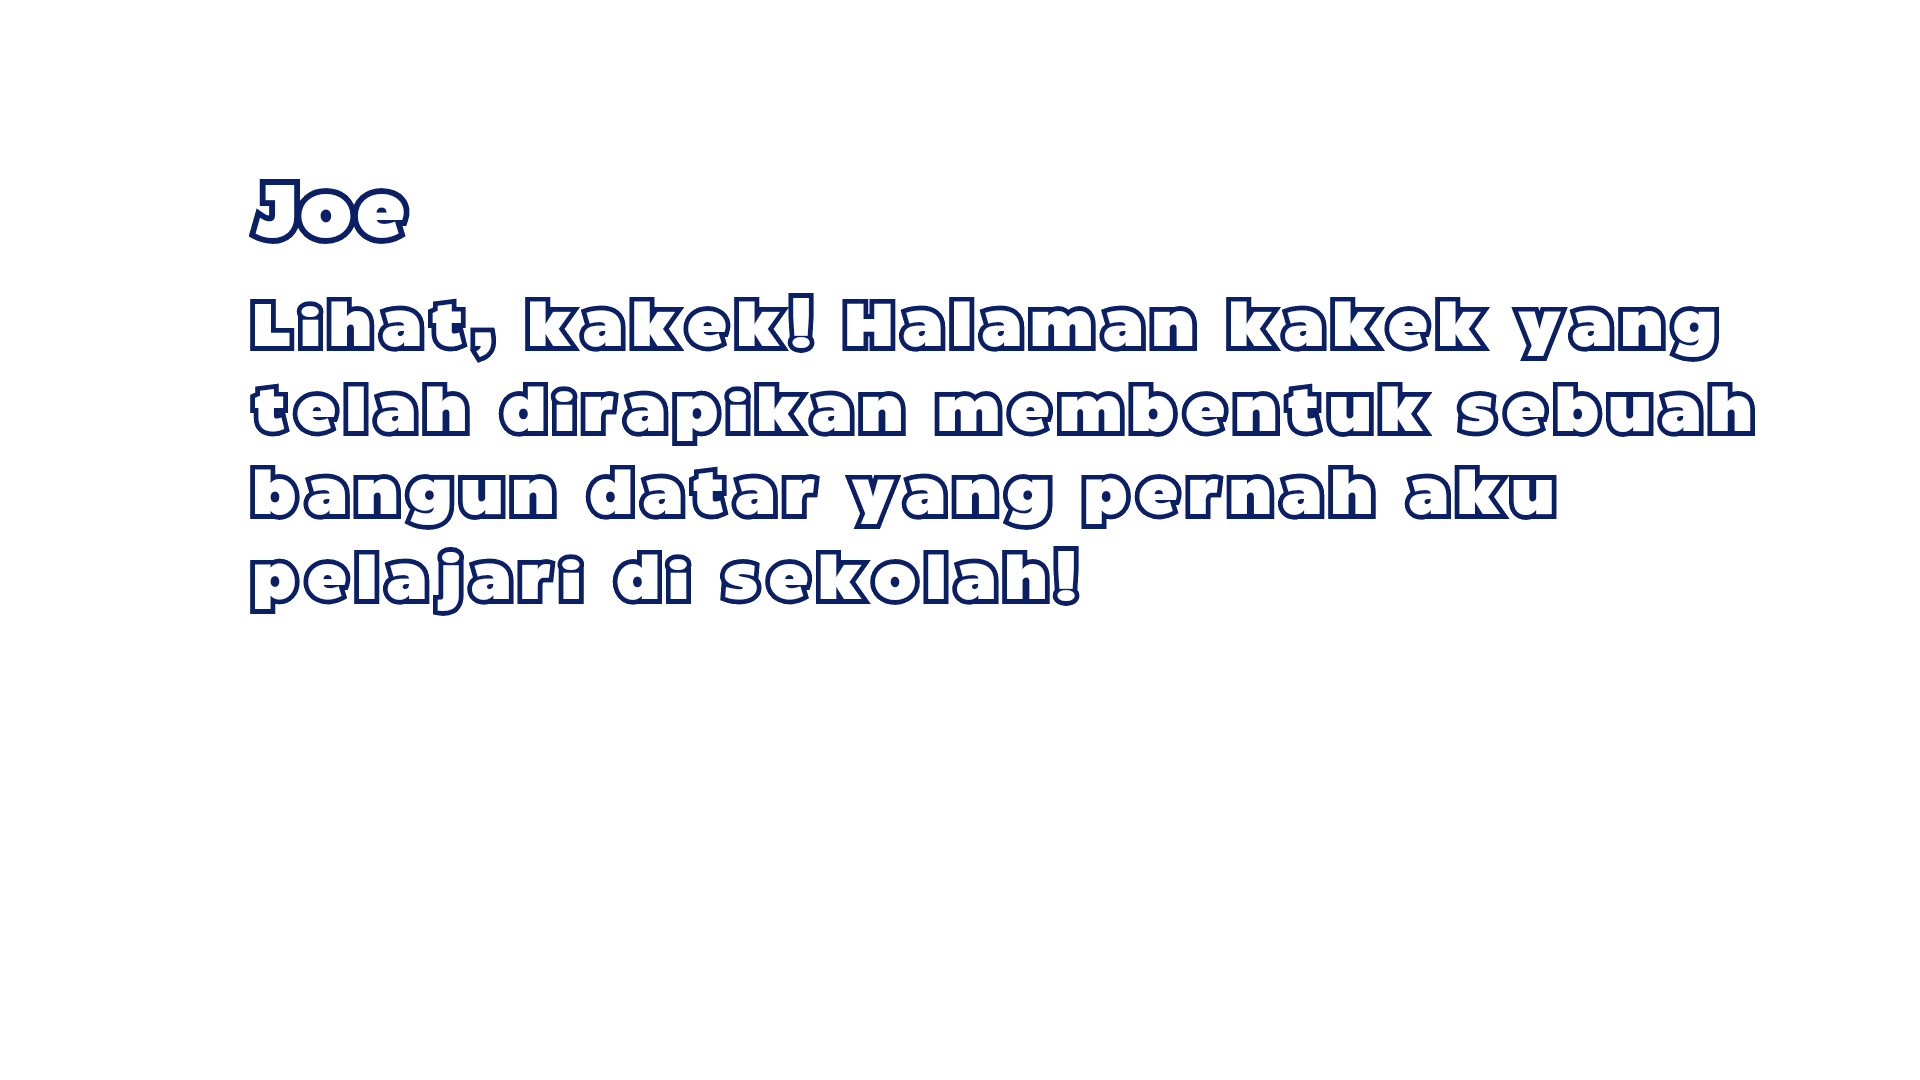 Joe
Lihat, kakek! Halaman kakek yang
telah dirapikan membentuk sebuah
bangun datar yang pernah aku
pelajari di sekolah!